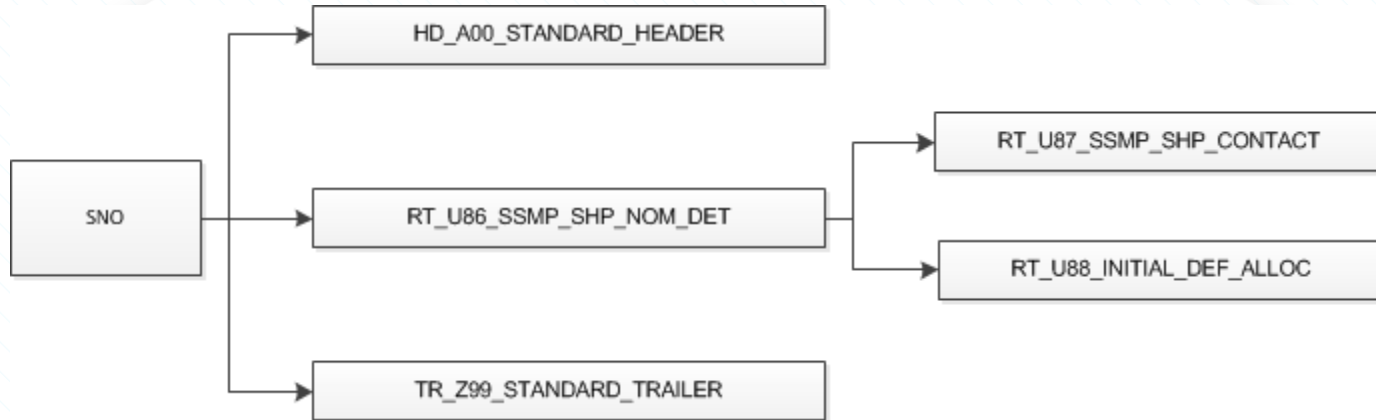 HD_A00_STANDARD_HEADER
RT_U87_SSMP_SHP_CONTACT
SNO
RT_U86_SSMP_SHP_NOM_DET
RT_U88_INITIAL_DEF_ALLOC
TR_Z99_STANDARD_TRAILER